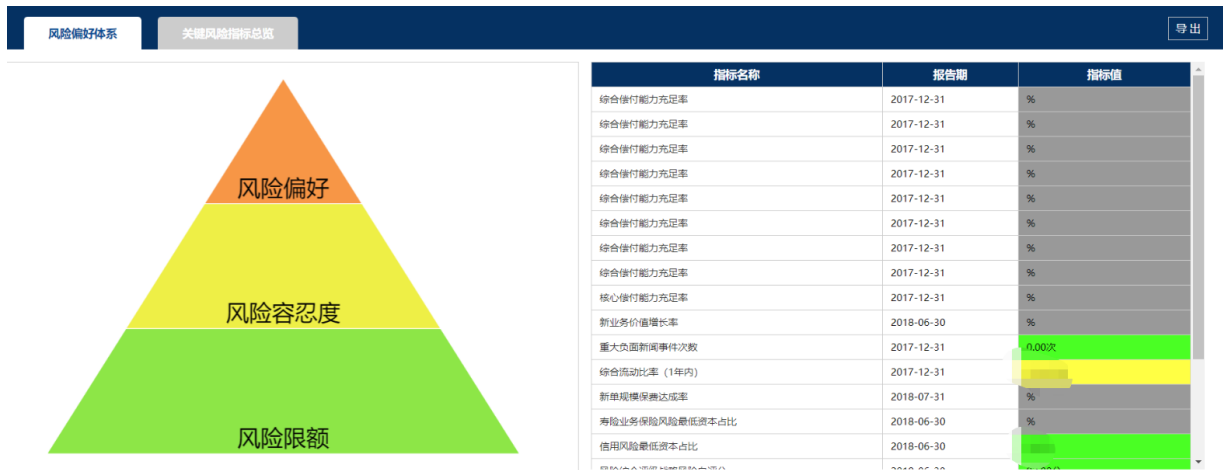 风险偏好体系 关键风险指标总览 导出
风险偏好
风险容忍度
风险限额
指标名称 报告期 指标值
综合偿付能力充足率 2017-12-31 %
综合偿付能力充足率 2017-12-31 %
综合偿付能力充足率 2017-12-31 %
综合偿付能力充足率 2017-12-31 %
综合偿付能力充足率 2017-12-31 %
综合偿付能力充足率 2017-12-31 %
综合偿付能力充足率 2017-12-31 %
综合偿付能力充足率 2017-12-31 %
核心偿付能力充足率 2017-12-31 %
新业务价值增长率 2018-06-30 %
重大负面新闻事件次数 2017-12-31 0.00次
综合流动比率（1年内） 2017-12-31
新单规模保费达成率 2018-07-31 %
寿险业务保险风险最低资本占比 2018-06-30 %
信用风险最低资本占比 2018-06-30